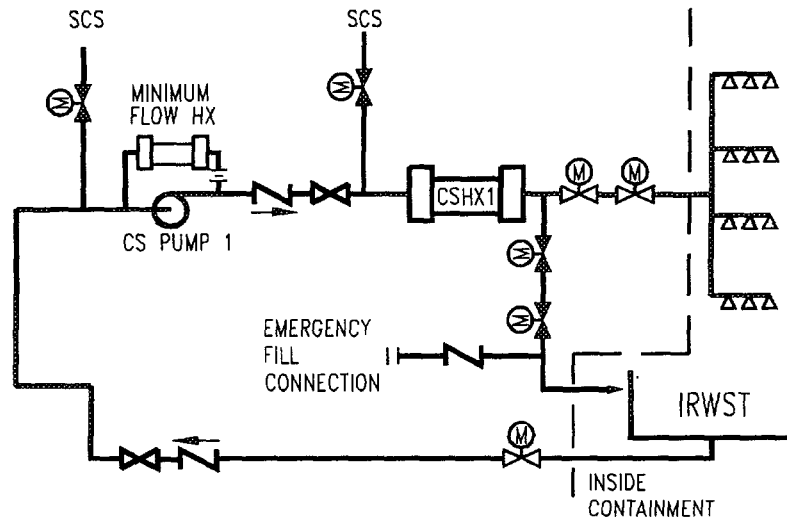 SCS
SCS
M
MINIMUM
FLOW HX
M
CS PUMP 1
CSHX1
M
M
M
M
EMERGENCY
FILL
CONNECTION
IRWST
M
INSIDE
CONTAINMENT